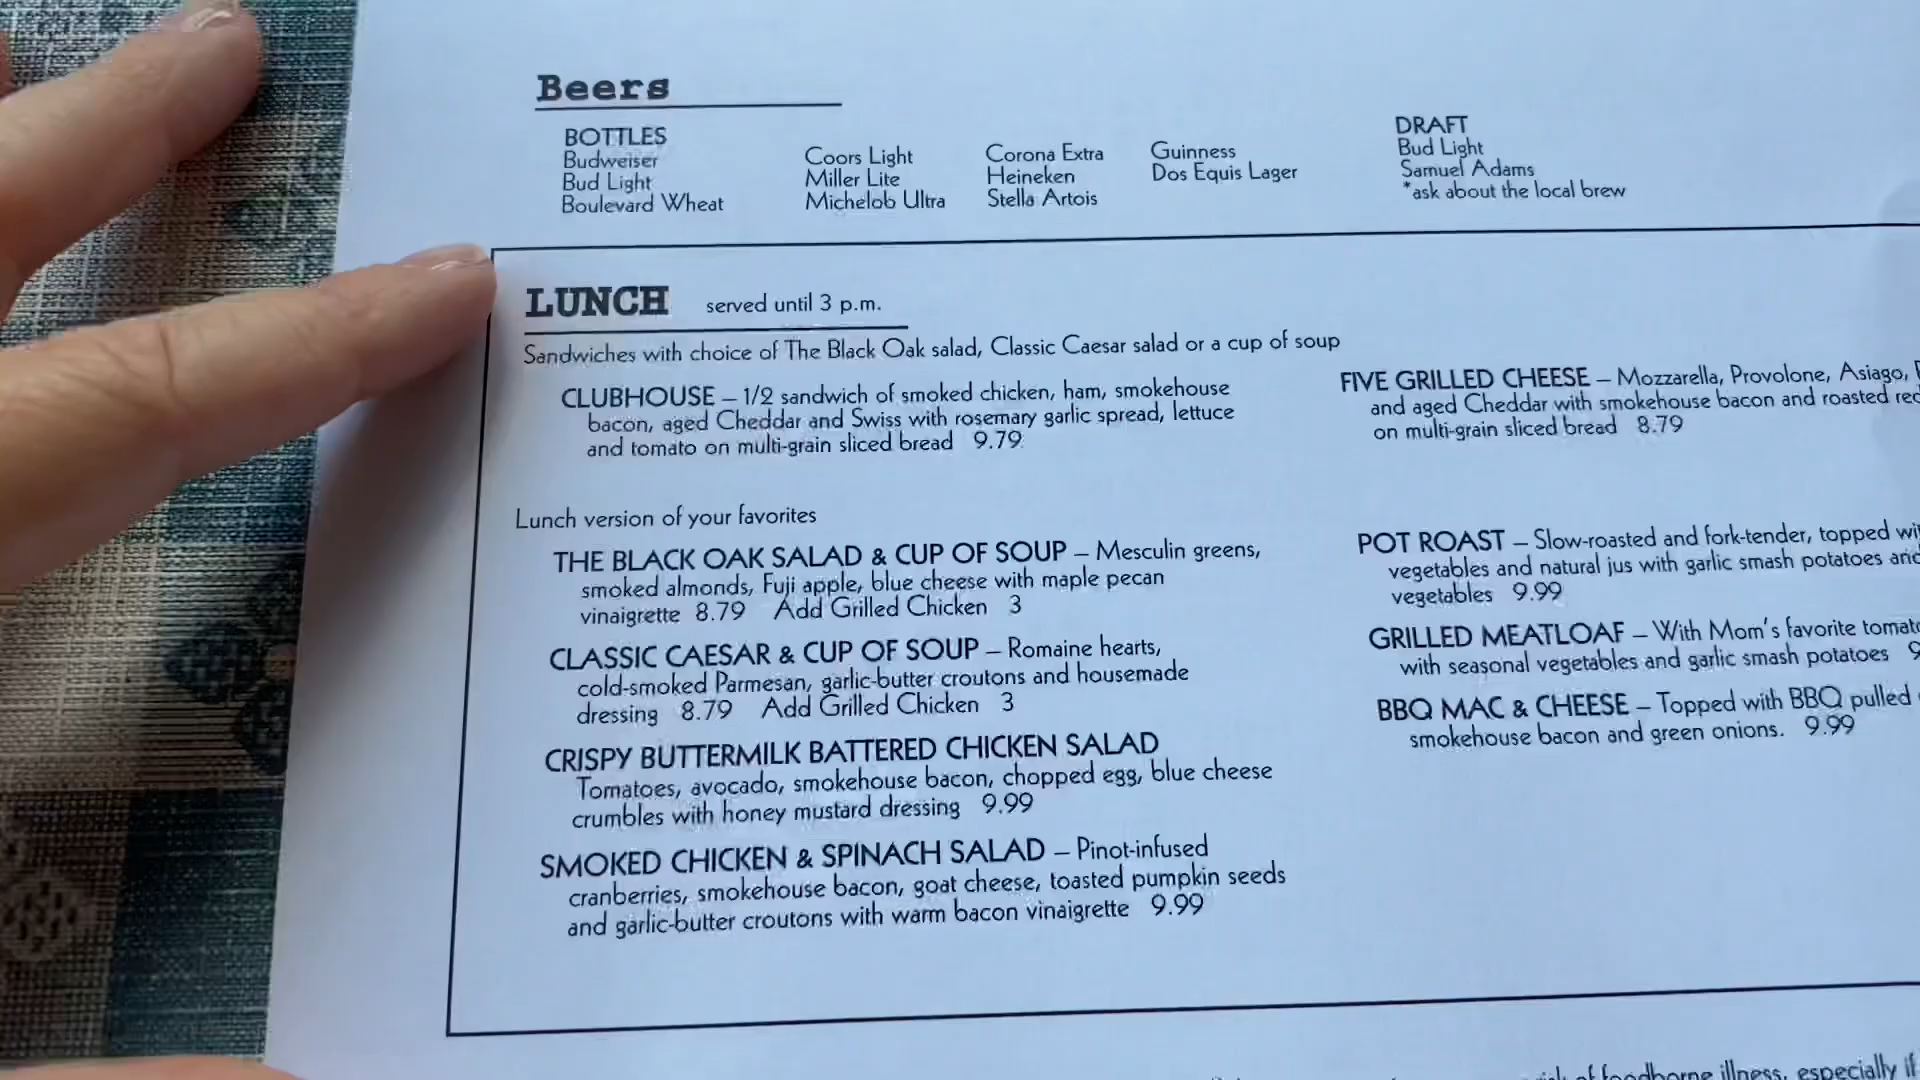 Beers
BOTTLES
Budweiser
Bud Light
Boulevard Wheat
Coors Light
Miller Lite
Michelob Ultra
Corona Extra
Heineken
Stella Artois
Guinness
Dos Equis Lager
DRAFT
Bud Light
Samuel Adams
*ask about the local brew
LUNCH served until 3 p.m.
Sandwiches with choice of The Black Oak salad, Classic Caesar salad or a cup of soup
CLUBHOUSE – 1/2 sandwich of smoked chicken, ham, smokehouse
bacon, aged Cheddar and Swiss with rosemary garlic spread, lettuce
and tomato on multi-grain sliced bread 9.79
FIVE GRILLED CHEESE – Mozzarella, Provolone, Asiago,
and aged Cheddar with smokehouse bacon and roasted
on multi-grain sliced bread 8.79
Lunch version of your favorites
THE BLACK OAK SALAD & CUP OF SOUP – Mesculin greens,
smoked almonds, Fuji apple, blue cheese with maple pecan
vinaigrette 8.79 Add Grilled Chicken 3
CLASSIC CAESAR & CUP OF SOUP – Romaine hearts,
cold-smoked Parmesan, garlic-butter croutons and housemade
dressing 8.79 Add Grilled Chicken 3
CRISPY BUTTERMILK BATTERED CHICKEN SALAD
Tomatoes, avocado, smokehouse bacon, chopped egg, blue cheese
crumbles with honey mustard dressing 9.99
SMOKED CHICKEN & SPINACH SALAD – Pinot-infused
cranberries, smokehouse bacon, goat cheese, toasted pumpkin seeds
and garlic-butter croutons with warm bacon vinaigrette 9.99
POT ROAST – Slow-roasted and fork-tender, topped
vegetables and natural jus with garlic smash potatoes and
vegetables 9.99
GRILLED MEATLOAF – With Mom's favorite
with seasonal vegetables and garlic smash potatoes
BBQ MAC & CHEESE – Topped with BBQ pulled
smokehouse bacon and green onions. 9.99
of foodborne illness, especially if